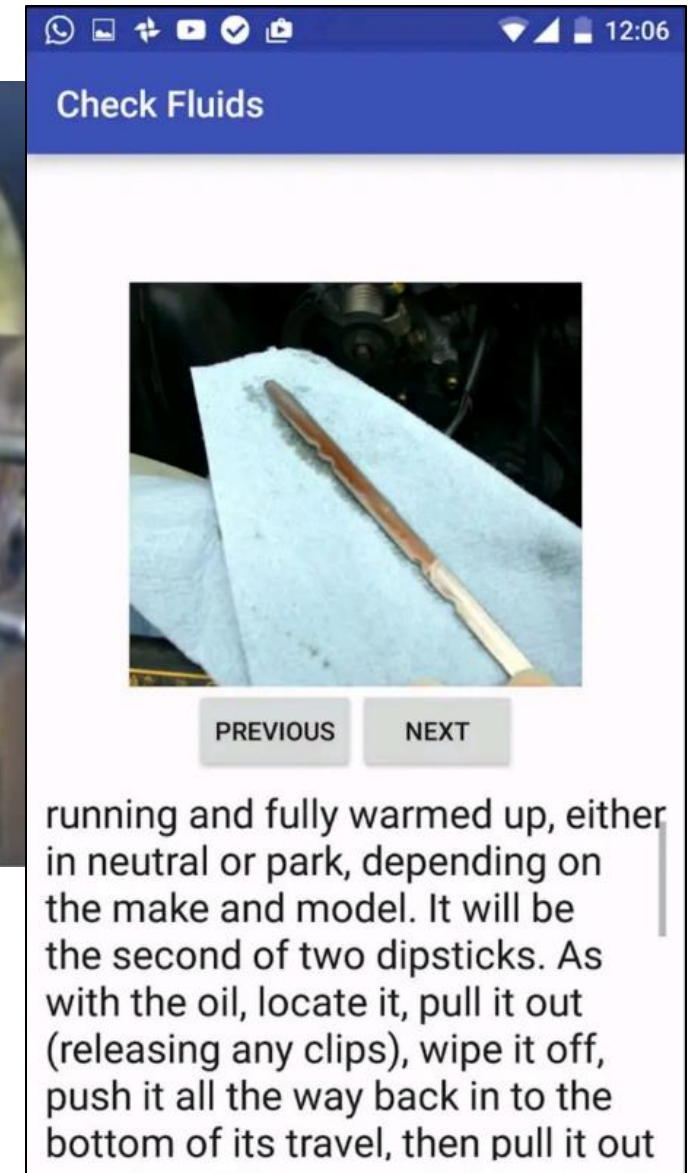 12:06
Check Fluids
PREVIOUS NEXT
running and fully warmed up, either
in neutral or park, depending on
the make and model. It will be
the second of two dipsticks. As
with the oil, locate it, pull it out
(releasing any clips), wipe it off,
push it all the way back in to the
bottom of its travel, then pull it out